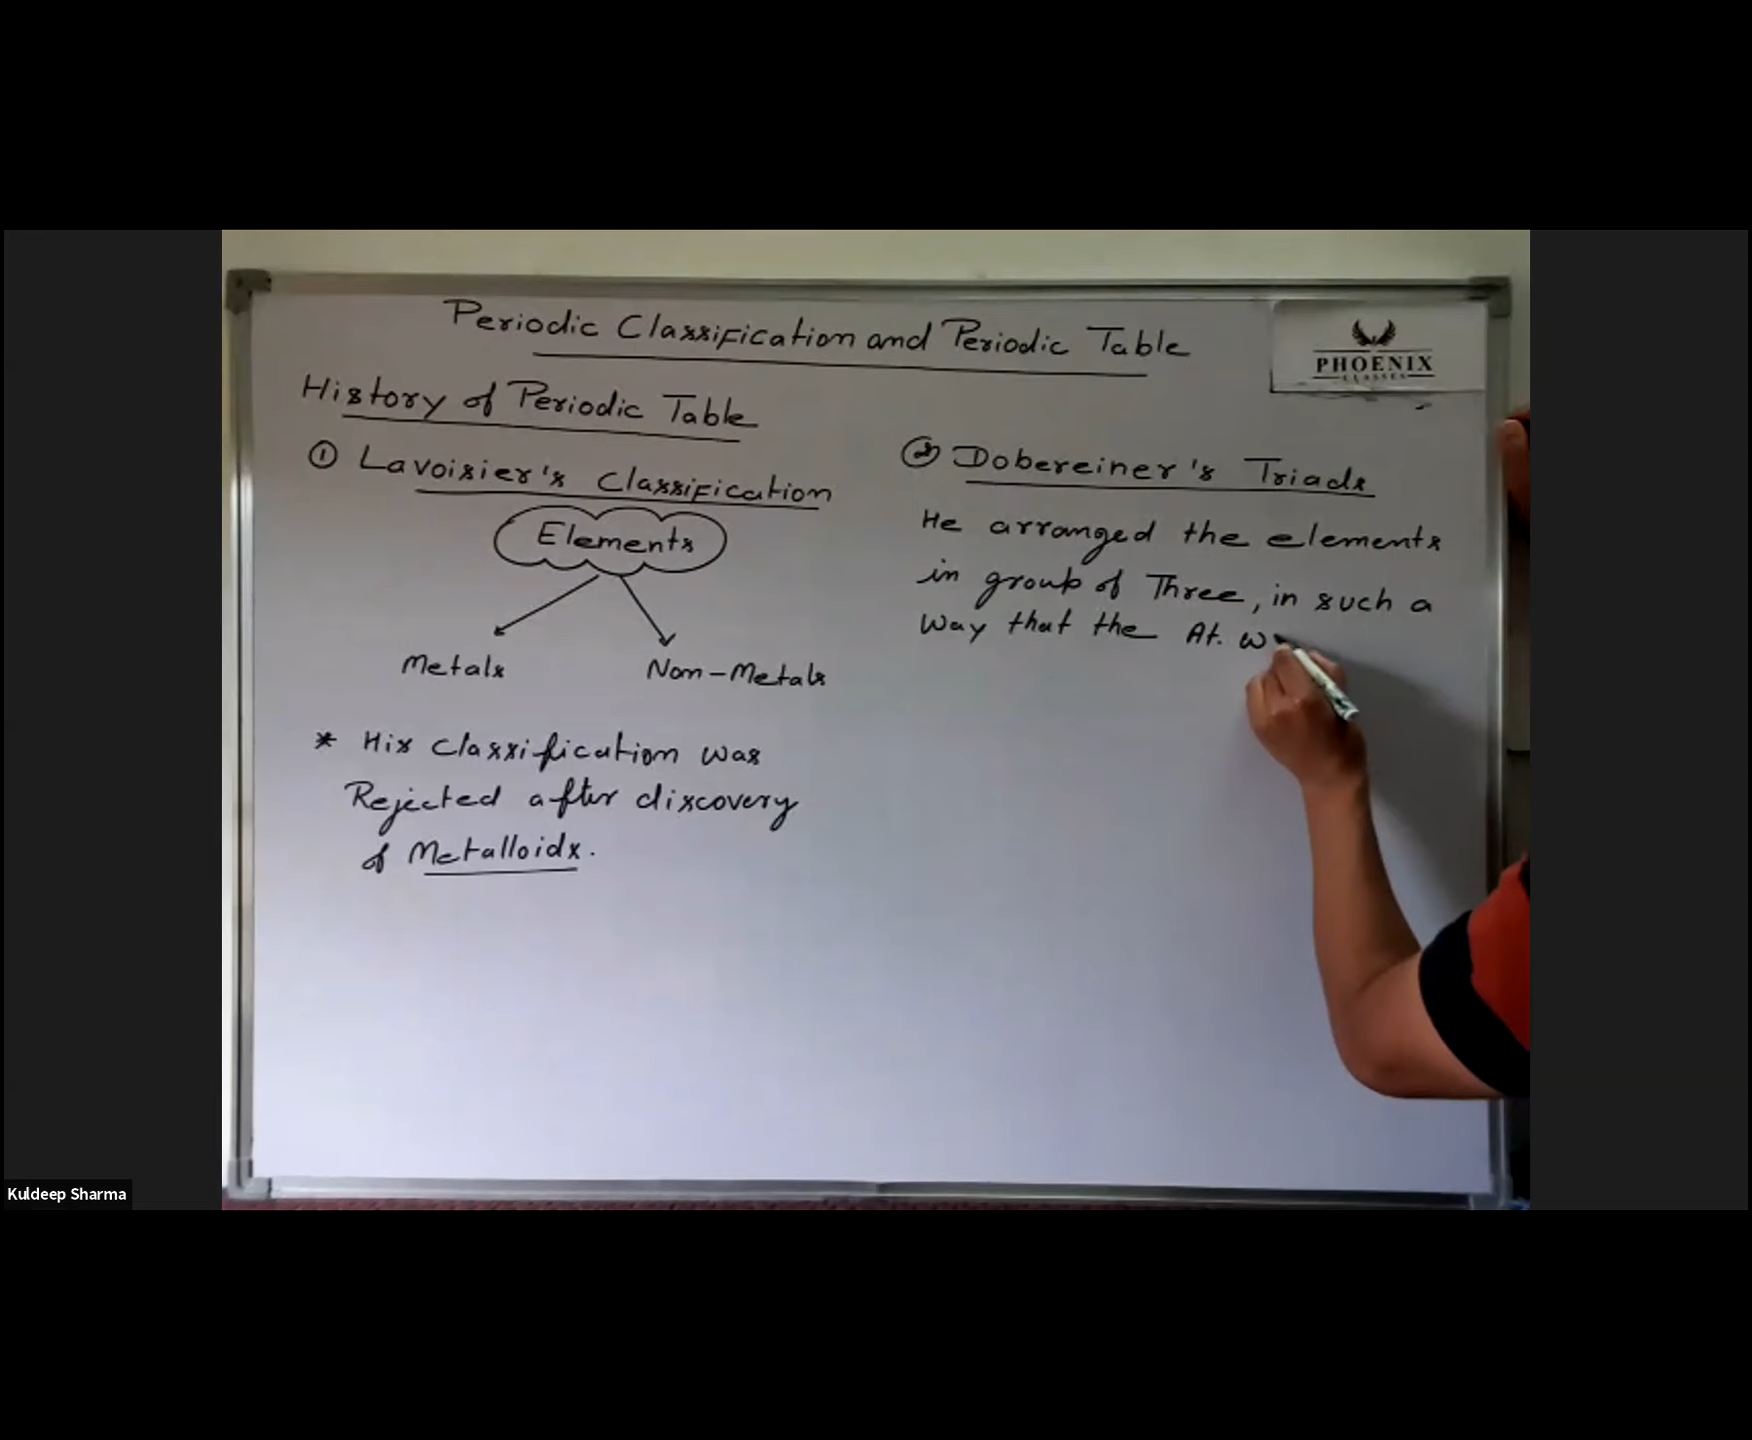 Periodic Classification and Periodic Table
PHOENIX
CLASSES
History of Periodic Table
① Lavoisier's Classification
Elements
Metals
Non-Metals
* His classification was
Rejected after discovery
of Metalloids.
② Dobereiner's Triads
He arranged the elements
in group of Three, in such a
way that the At. w
Kuldeep Sharma